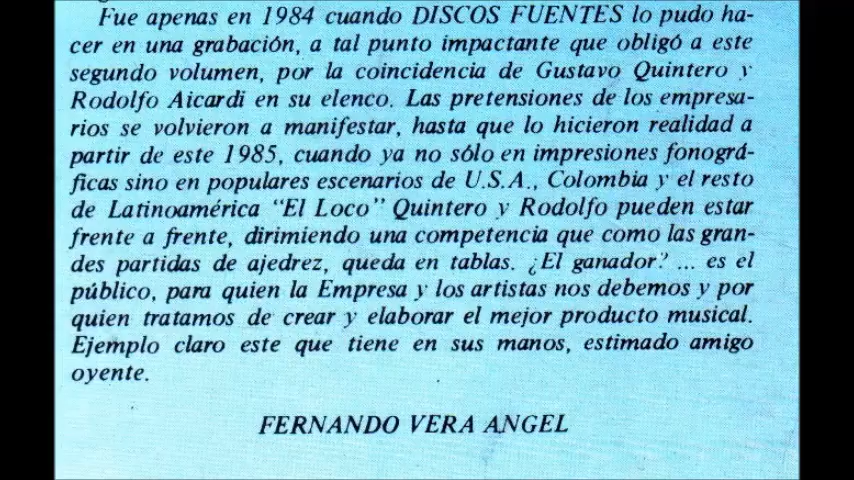 Fue apenas en 1984 cuando DISCOS FUENTES lo pudo ha-
cer en una grabación, a tal punto impactante que obligó a este
segundo volumen, por la coincidencia de Gustavo Quintero y
Rodolfo Aicardi en su elenco. Las pretensiones de los empresa-
rios se volvieron a manifestar, hasta que lo hicieron realidad a
partir de este 1985, cuando ya no sólo en impresiones fonográ-
ficas sino en populares escenarios de U.S.A., Colombia y el resto
de Latinoamérica "El Loco" Quintero y Rodolfo pueden estar
frente a frente, dirimiendo una competencia que como las gran-
des partidas de ajedrez, queda en tablas. ¿El ganador? ... es el
público, para quien la Empresa y los artistas nos debemos y por
quien tratamos de crear y elaborar el mejor producto musical.
Ejemplo claro este que tiene en sus manos, estimado amigo
oyente.
FERNANDO VERA ANGEL